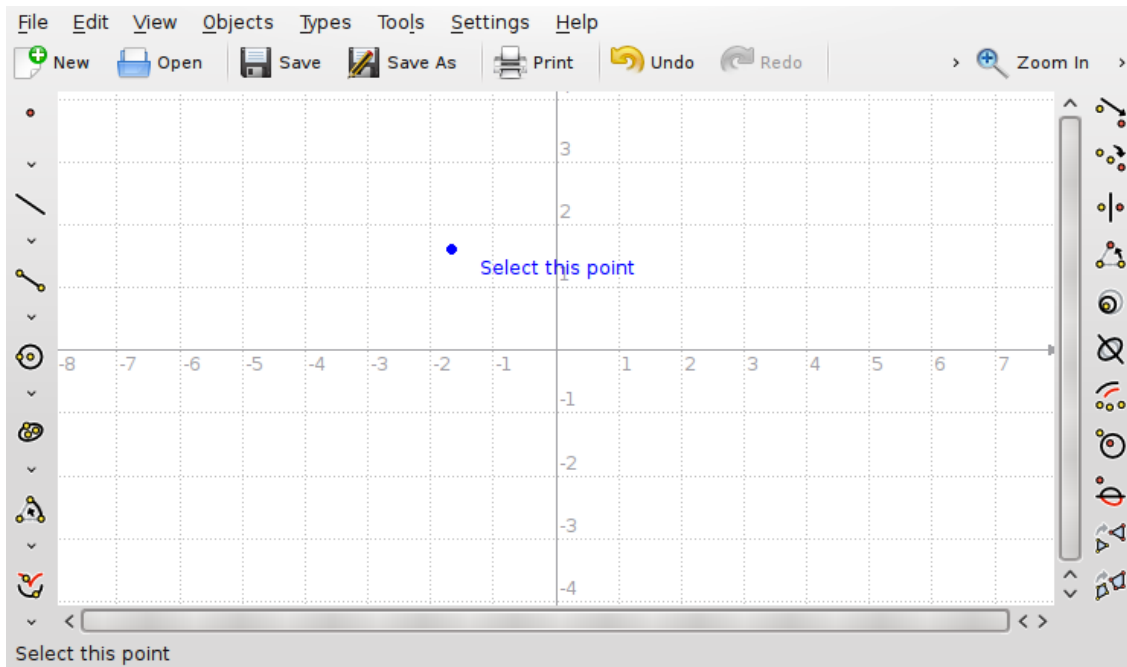 File Edit View Objects Types Tools Settings Help
New Open Save Save As Print Undo Redo Zoom In
3
2
Select this point
1
-8 -7 -6 -5 -4 -3 -2 -1 1 2 3 4 5 6 7
-1
-2
-3
-4
Select this point